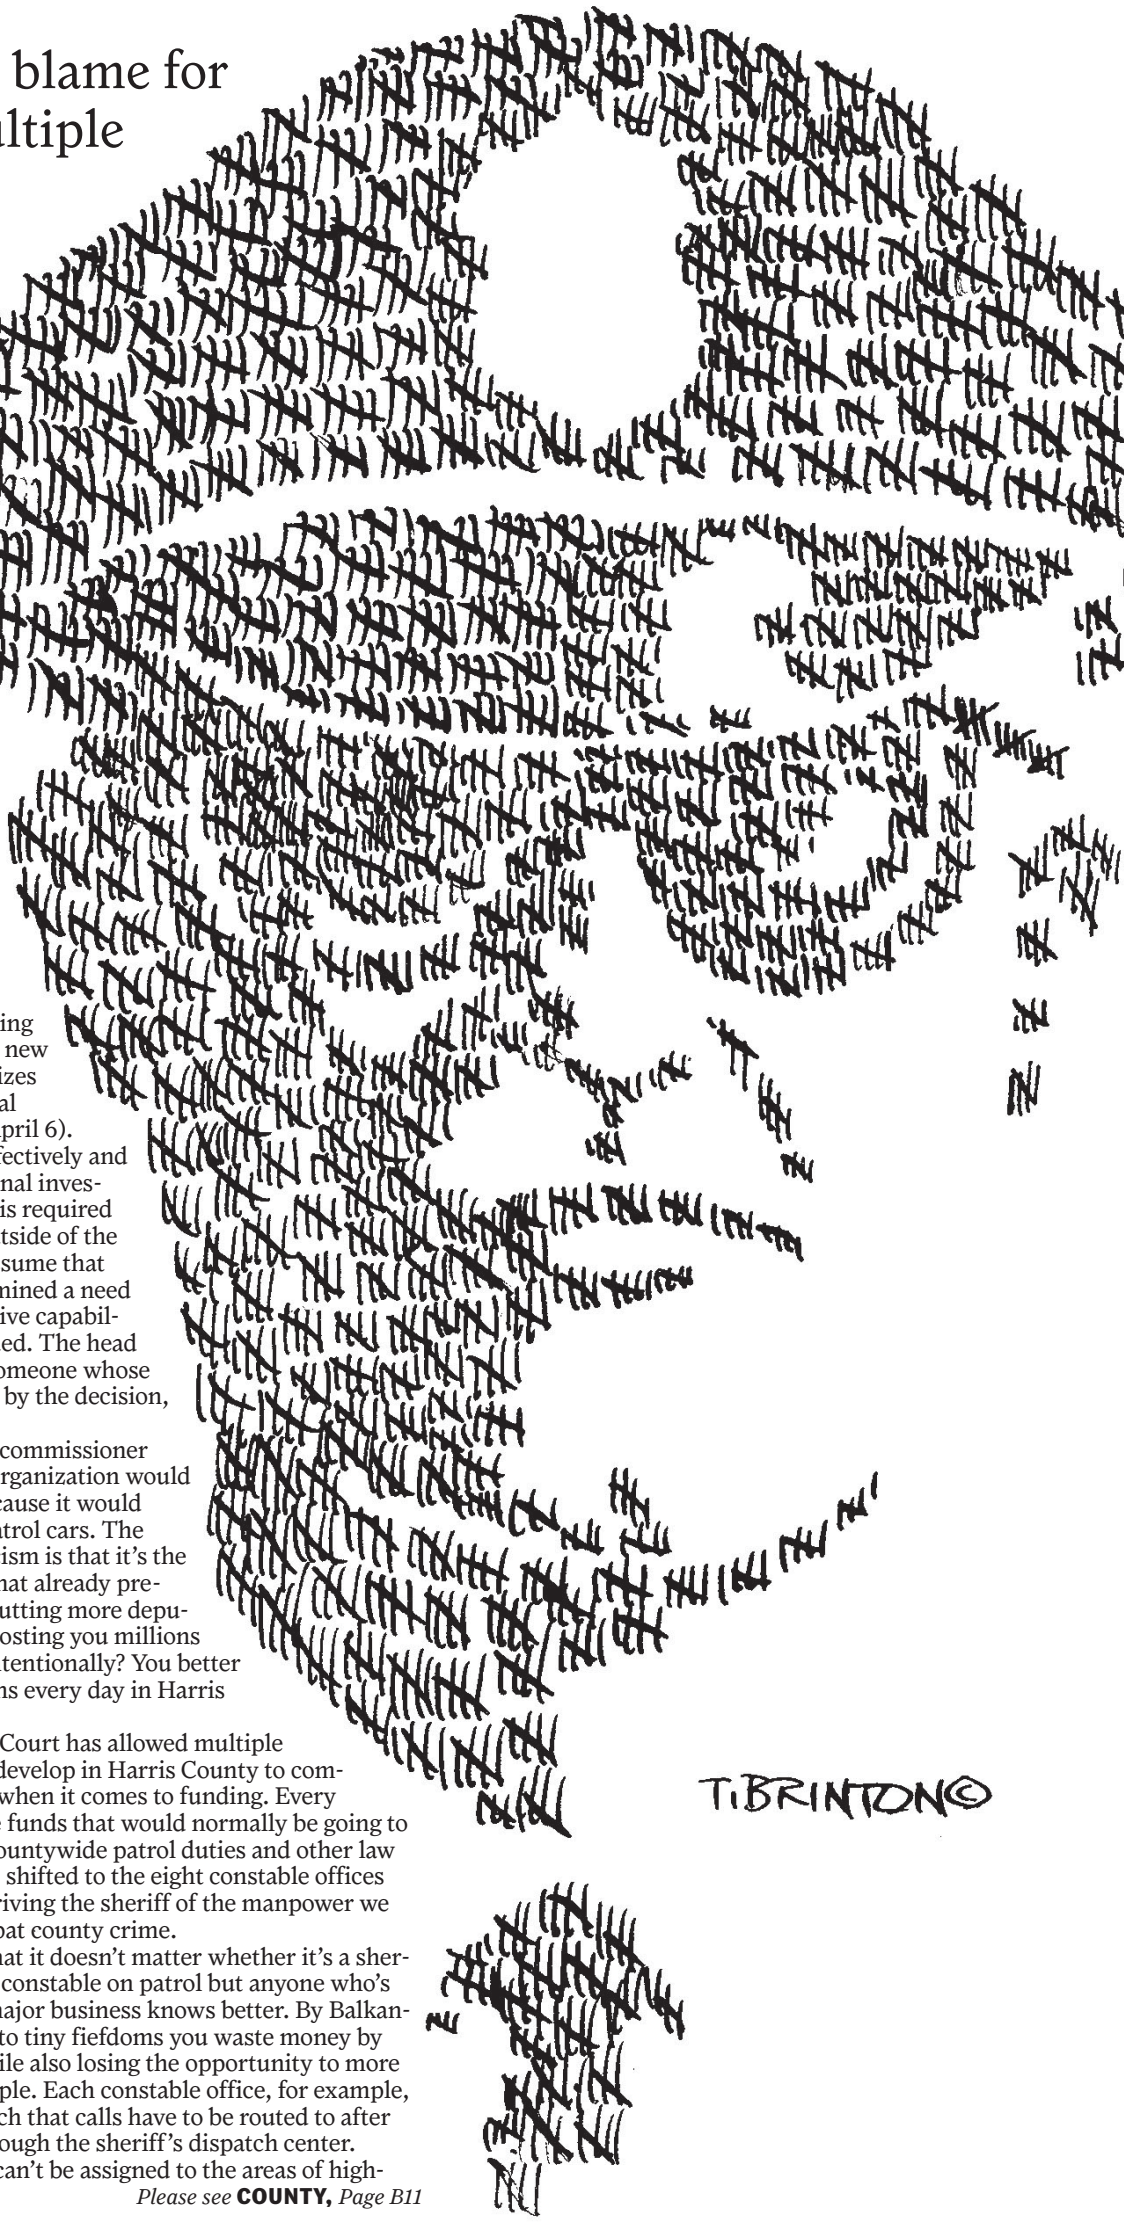 blame for
ltiple
ing
new
izes
al
pril 6).
fectively and
nal inves-
is required
tside of the
sume that
mined a need
ive capabil-
ed. The head
omeone whose
by the decision,
commissioner
rganization would
cause it would
atrol cars. The
cism is that it's the
hat already pre-
utting more depu-
osting you millions
ntentionally? You better
ns every day in Harris
Court has allowed multiple
develop in Harris County to com-
when it comes to funding. Every
e funds that would normally be going to
ountywide patrol duties and other law
shifted to the eight constable offices
riving the sheriff of the manpower we
bat county crime.
hat it doesn't matter whether it's a sher-
constable on patrol but anyone who's
major business knows better. By Balkan-
to tiny fiefdoms you waste money by
ile also losing the opportunity to more
ple. Each constable office, for example,
ch that calls have to be routed to after
ough the sheriff's dispatch center.
can't be assigned to the areas of high-
Please see COUNTY, Page B11
T.BRINTON©